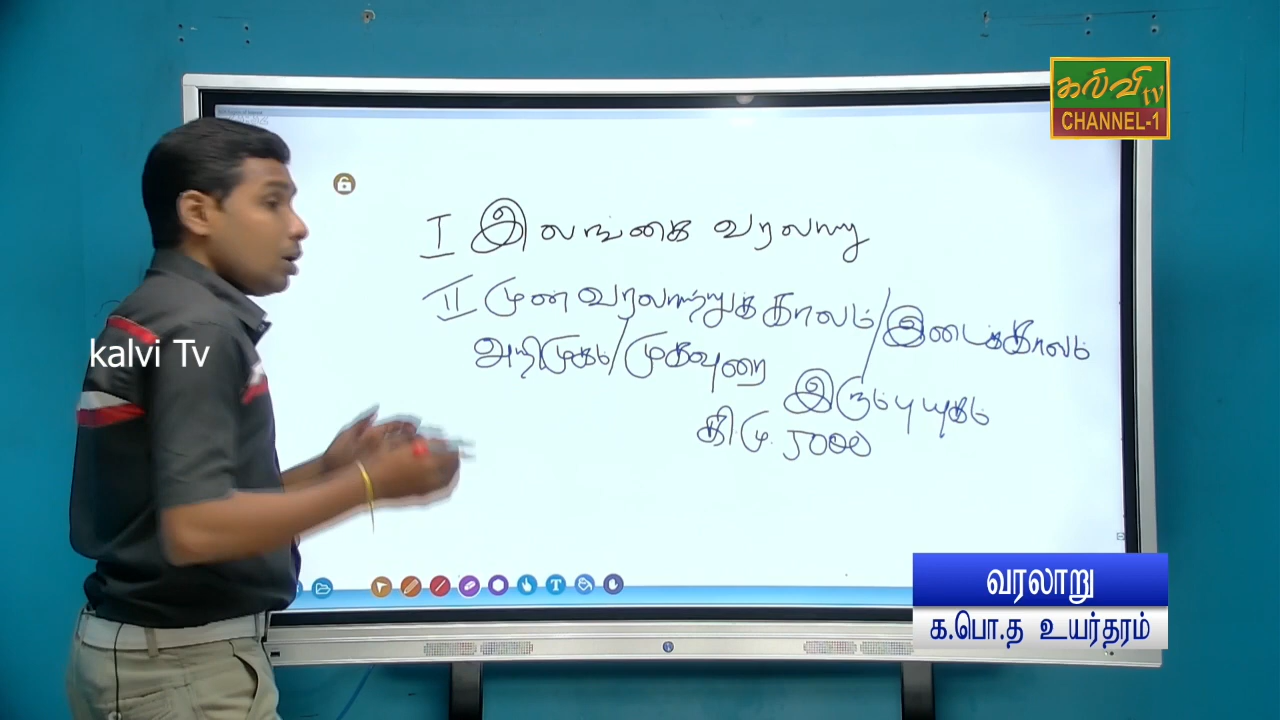 கல்வி tv
CHANNEL-1
I இலங்கை வரலாறு
II முன் வரலாற்றுக் காலம் / இடைக்காலம்
அறிமுகம் / முகவுரை
இரும்பு யுகம்
கி.மு. 5000
kalvi Tv
வரலாறு
க.பொ.த உயர்தரம்